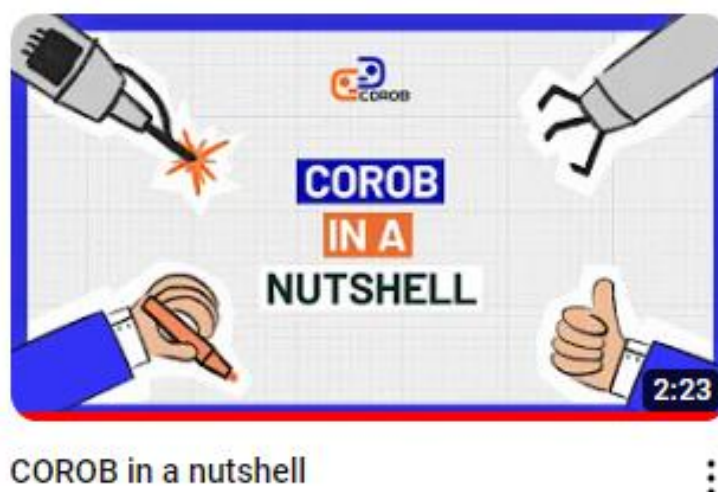 COROB
COROB
IN A
NUTSHELL
2:23
COROB in a nutshell